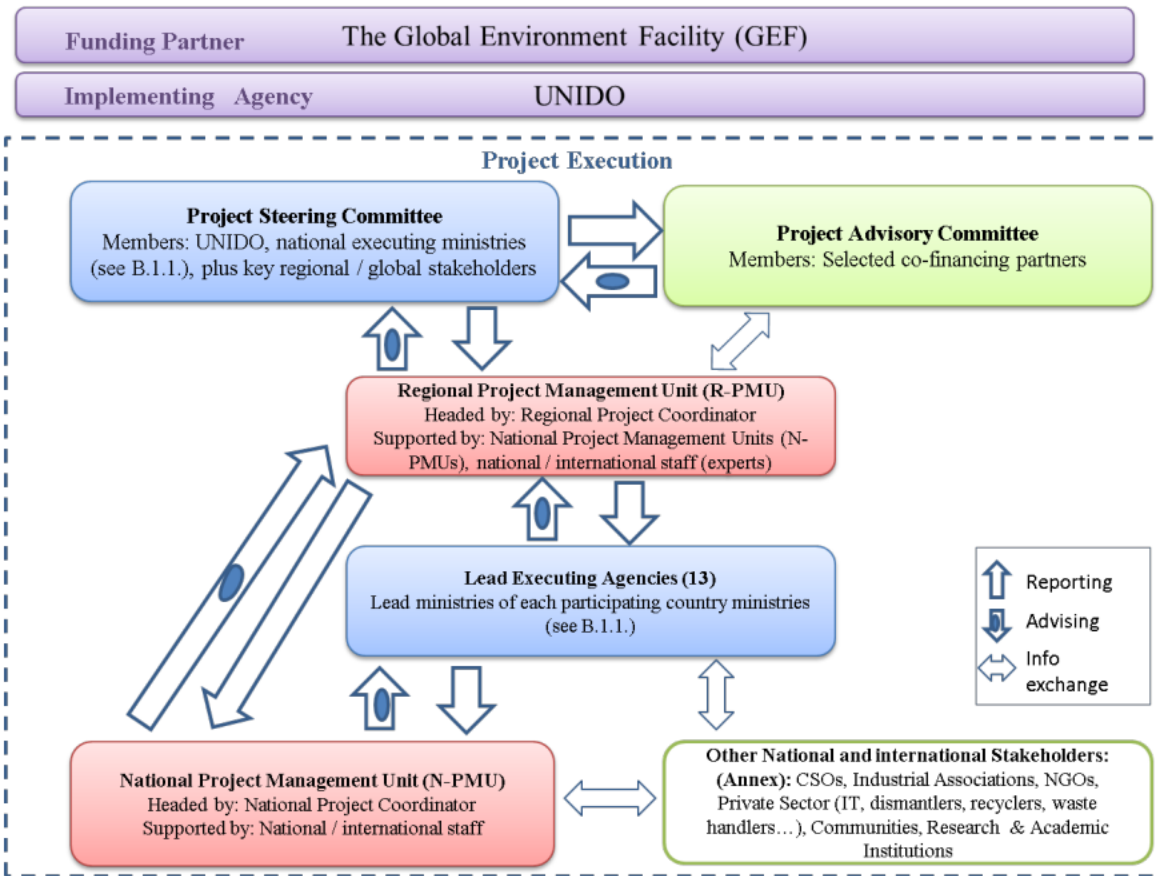 Funding Partner The Global Environment Facility (GEF)
Implementing Agency UNIDO
Project Execution
Project Steering Committee
Members: UNIDO, national executing ministries
(see B.1.1.), plus key regional / global stakeholders
Project Advisory Committee
Members: Selected co-financing partners
Regional Project Management Unit (R-PMU)
Headed by: Regional Project Coordinator
Supported by: National Project Management Units (N-
PMUs), national / international staff (experts)
Lead Executing Agencies (13)
Lead ministries of each participating country ministries
(see B.1.1.)
Reporting
Advising
Info
exchange
National Project Management Unit (N-PMU)
Headed by: National Project Coordinator
Supported by: National / international staff
Other National and international Stakeholders:
(Annex): CSOs, Industrial Associations, NGOs,
Private Sector (IT, dismantlers, recyclers, waste
handlers…), Communities, Research & Academic
Institutions